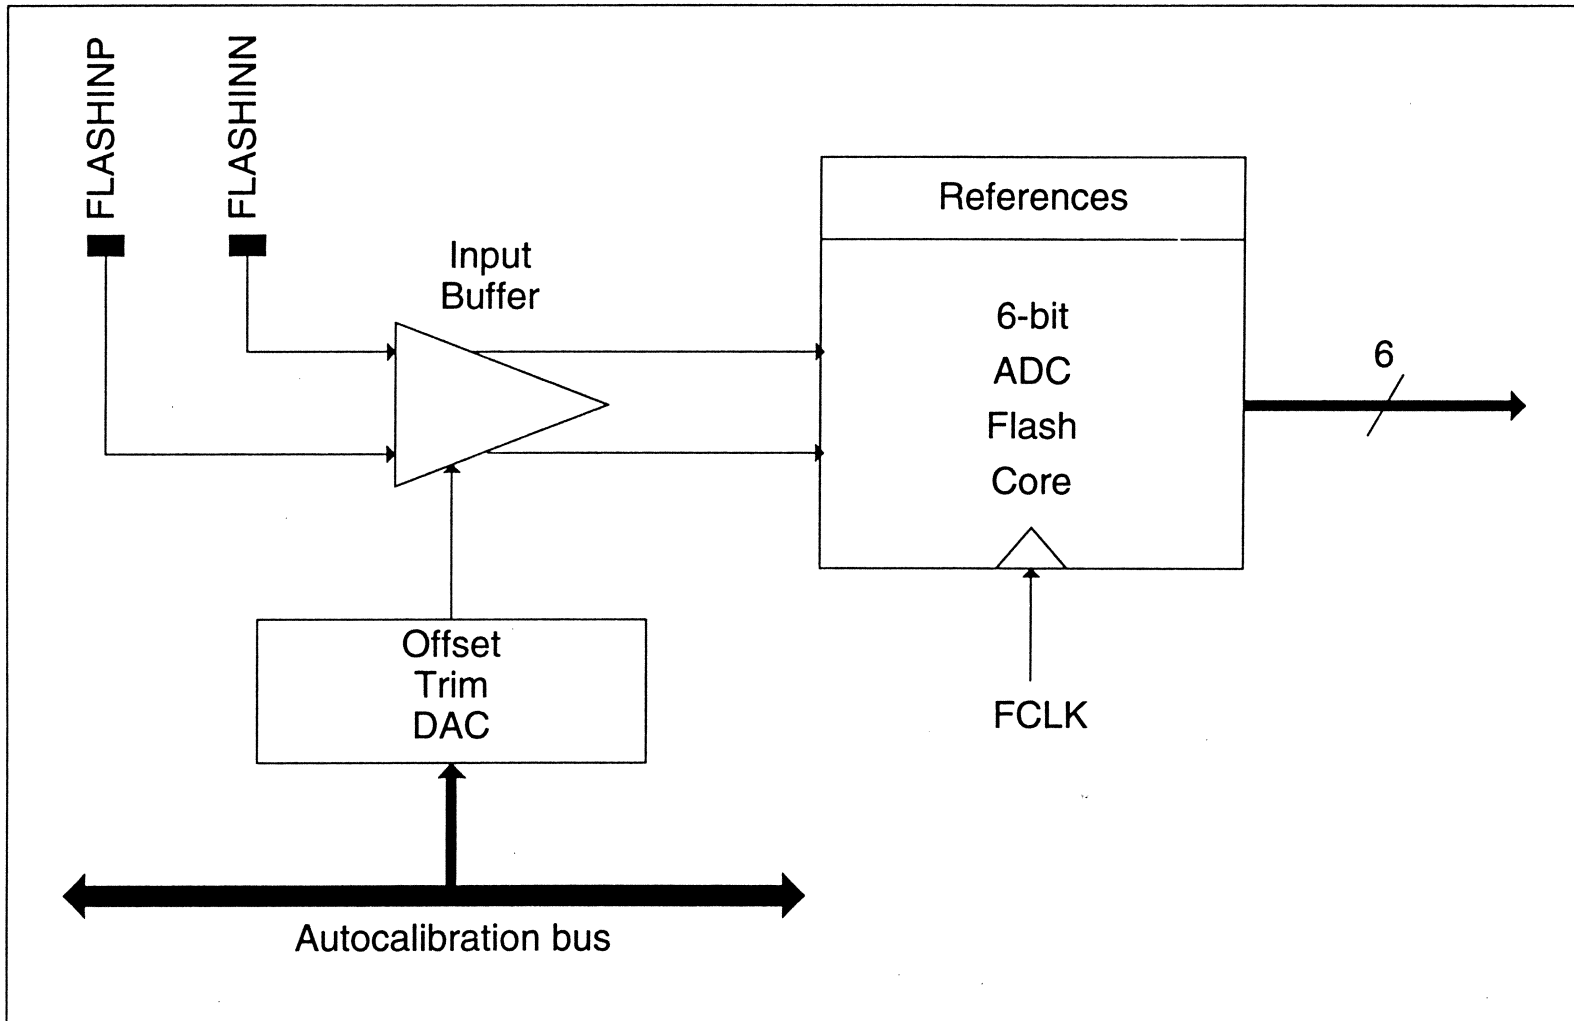 FLASHINP
FLASHINN
Input
Buffer
References
6-bit
ADC
Flash
Core
6
Offset
Trim
DAC
FCLK
Autocalibration bus